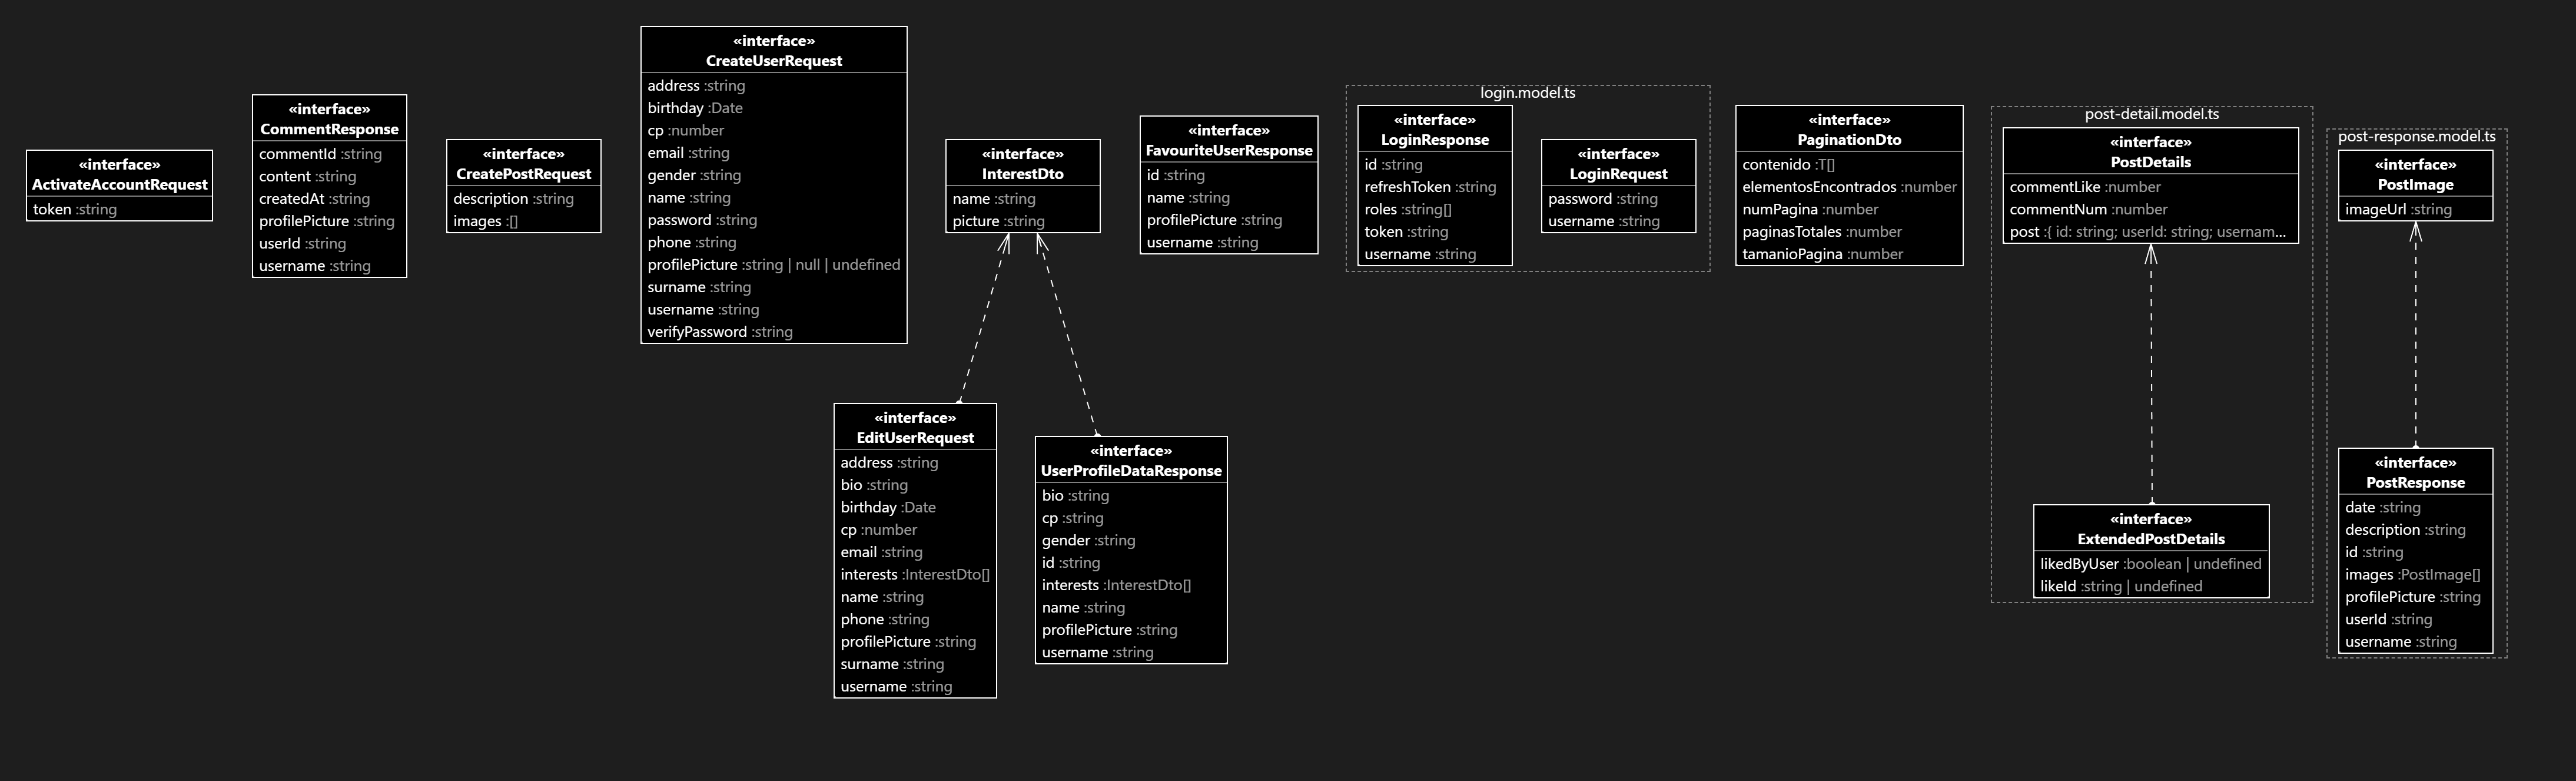 «interface»
ActivateAccountRequest
token :string
«interface»
CommentResponse
commentId :string
content :string
createdAt :string
profilePicture :string
userId :string
username :string
«interface»
CreatePostRequest
description :string
images :[]
«interface»
CreateUserRequest
address :string
birthday :Date
cp :number
email :string
gender :string
name :string
password :string
phone :string
profilePicture :string | null | undefined
surname :string
username :string
verifyPassword :string
«interface»
InterestDto
name :string
picture :string
«interface»
FavouriteUserResponse
id :string
name :string
profilePicture :string
username :string
login.model.ts
«interface»
LoginResponse
id :string
refreshToken :string
roles :string[]
token :string
username :string
«interface»
LoginRequest
password :string
username :string
«interface»
PaginationDto
contenido :T[]
elementosEncontrados :number
numPagina :number
paginasTotales :number
tamanioPagina :number
post-detail.model.ts
«interface»
PostDetails
commentLike :number
commentNum :number
post :{ id: string; userId: string; usernam...
post-response.model.ts
«interface»
PostImage
imageUrl :string
«interface»
EditUserRequest
address :string
bio :string
birthday :Date
cp :number
email :string
interests :InterestDto[]
name :string
phone :string
profilePicture :string
surname :string
username :string
«interface»
UserProfileDataResponse
bio :string
cp :string
gender :string
id :string
interests :InterestDto[]
name :string
profilePicture :string
username :string
«interface»
ExtendedPostDetails
likedByUser :boolean | undefined
likeId :string | undefined
«interface»
PostResponse
date :string
description :string
id :string
images :PostImage[]
profilePicture :string
userId :string
username :string